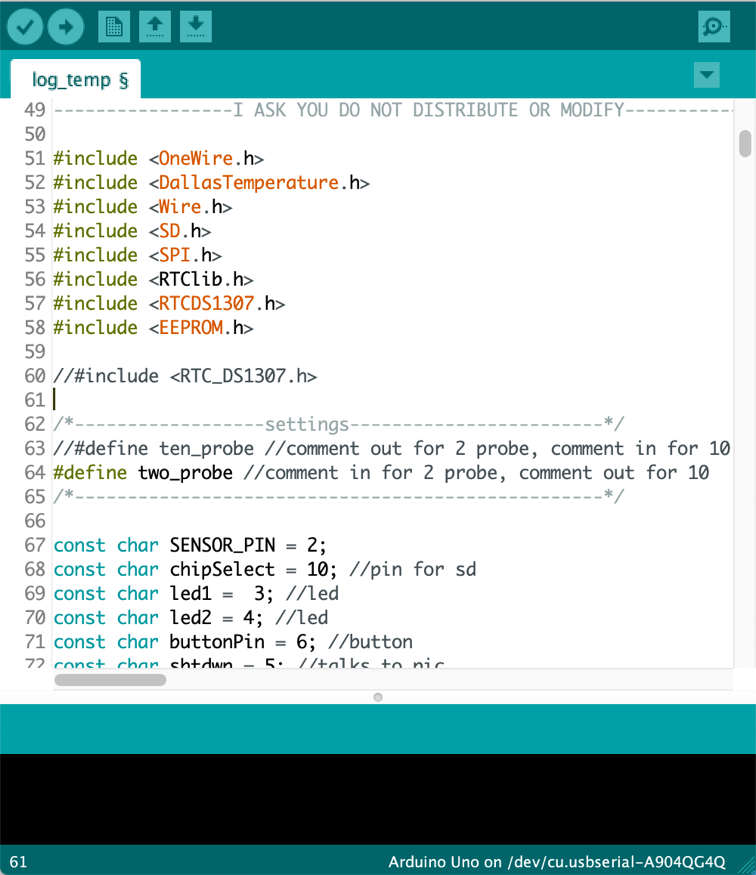 log_temp §
49 -----------------I ASK YOU DO NOT DISTRIBUTE OR MODIFY-----------
50
51 #include <OneWire.h>
52 #include <DallasTemperature.h>
53 #include <Wire.h>
54 #include <SD.h>
55 #include <SPI.h>
56 #include <RTClib.h>
57 #include <RTCDS1307.h>
58 #include <EEPROM.h>
59
60 //#include <RTC_DS1307.h>
61
62 /*------------------settings------------------------*/
63 //#define ten_probe //comment out for 2 probe, comment in for 10
64 #define two_probe //comment in for 2 probe, comment out for 10
65 /*--------------------------------------------------*/
66
67 const char SENSOR_PIN = 2;
68 const char chipSelect = 10; //pin for sd
69 const char led1 =  3; //led
70 const char led2 = 4; //led
71 const char buttonPin = 6; //button
72 const char shtdwn = 5; //talks to pic
61
Arduino Uno on /dev/cu.usbserial-A904QG4Q